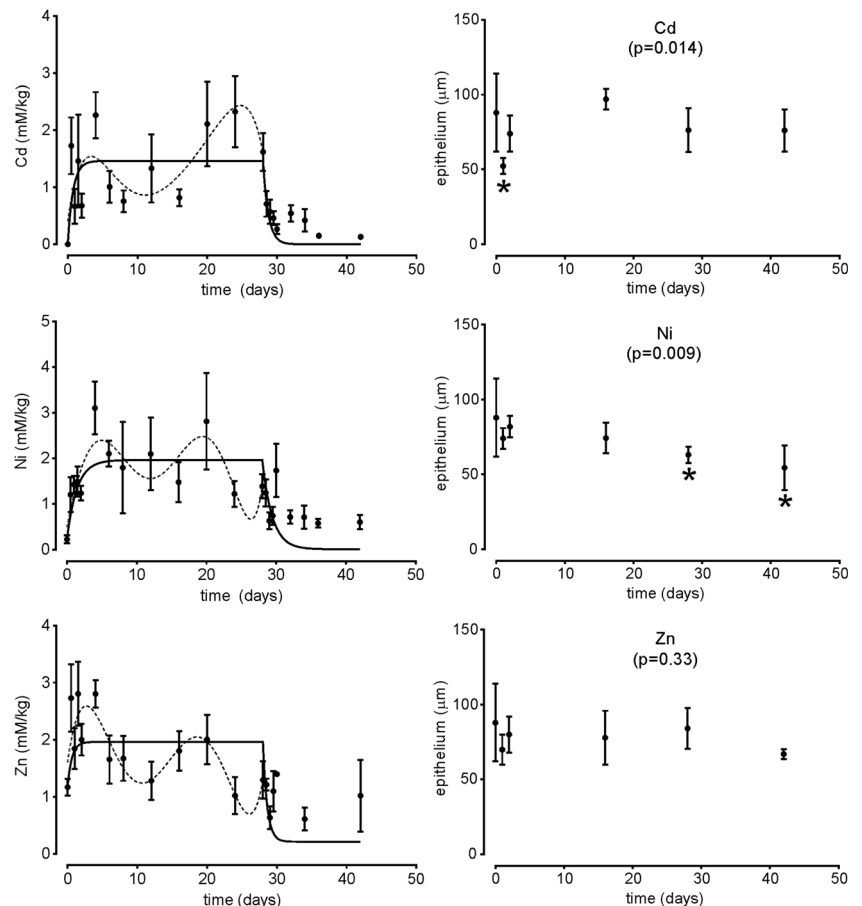 4
3
2
1
0
Cd (mM/kg)
0 10 20 30 40 50
time (days)
150
100
50
0
epithelium (µm)
Cd
(p=0.014)
*
0 10 20 30 40 50
time (days)
5
4
3
2
1
0
Ni (mM/kg)
0 10 20 30 40 50
time (days)
150
100
50
0
epithelium (µm)
Ni
(p=0.009)
* *
0 10 20 30 40 50
time (days)
4
3
2
1
0
Zn (mM/kg)
0 10 20 30 40 50
time (days)
150
100
50
0
epithelium (µm)
Zn
(p=0.33)
0 10 20 30 40 50
time (days)